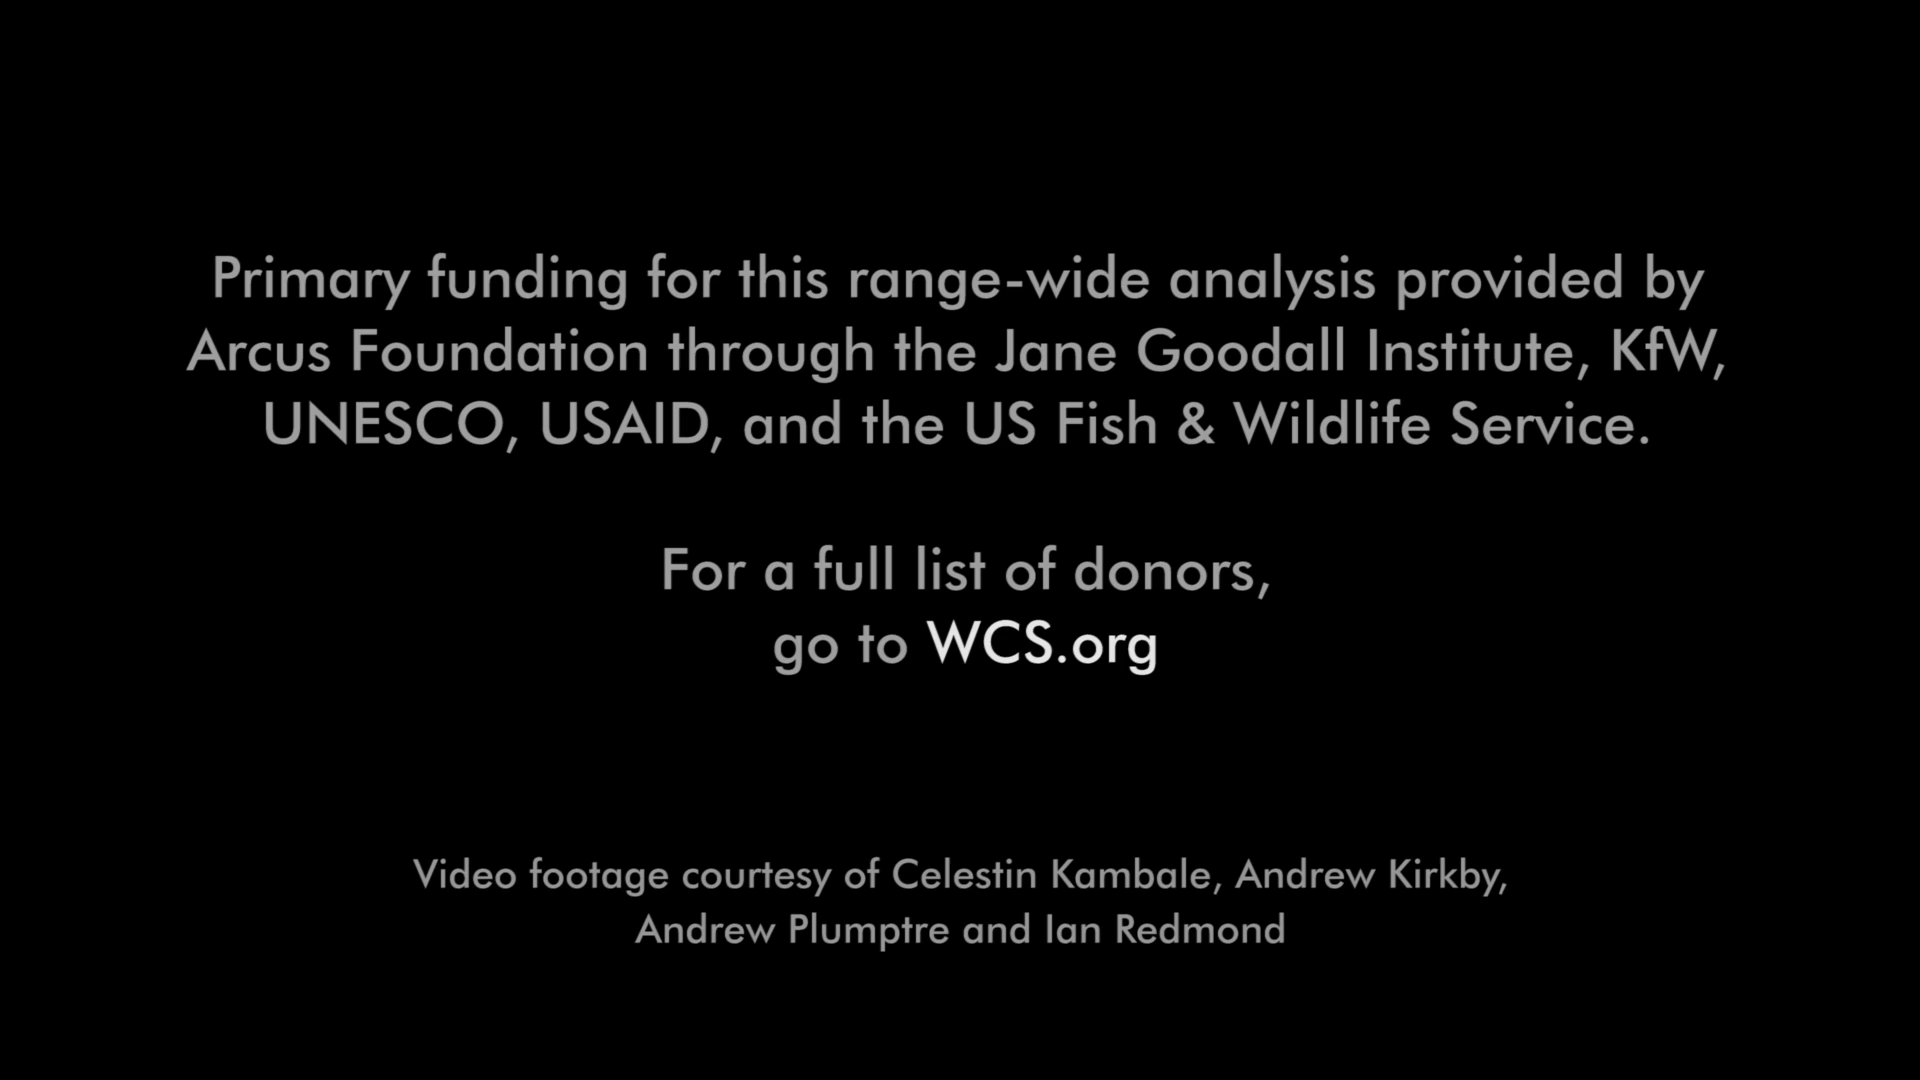 Primary funding for this range-wide analysis provided by
Arcus Foundation through the Jane Goodall Institute, KfW,
UNESCO, USAID, and the US Fish & Wildlife Service.
For a full list of donors,
go to WCS.org
Video footage courtesy of Celestin Kambale, Andrew Kirkby,
Andrew Plumptre and Ian Redmond